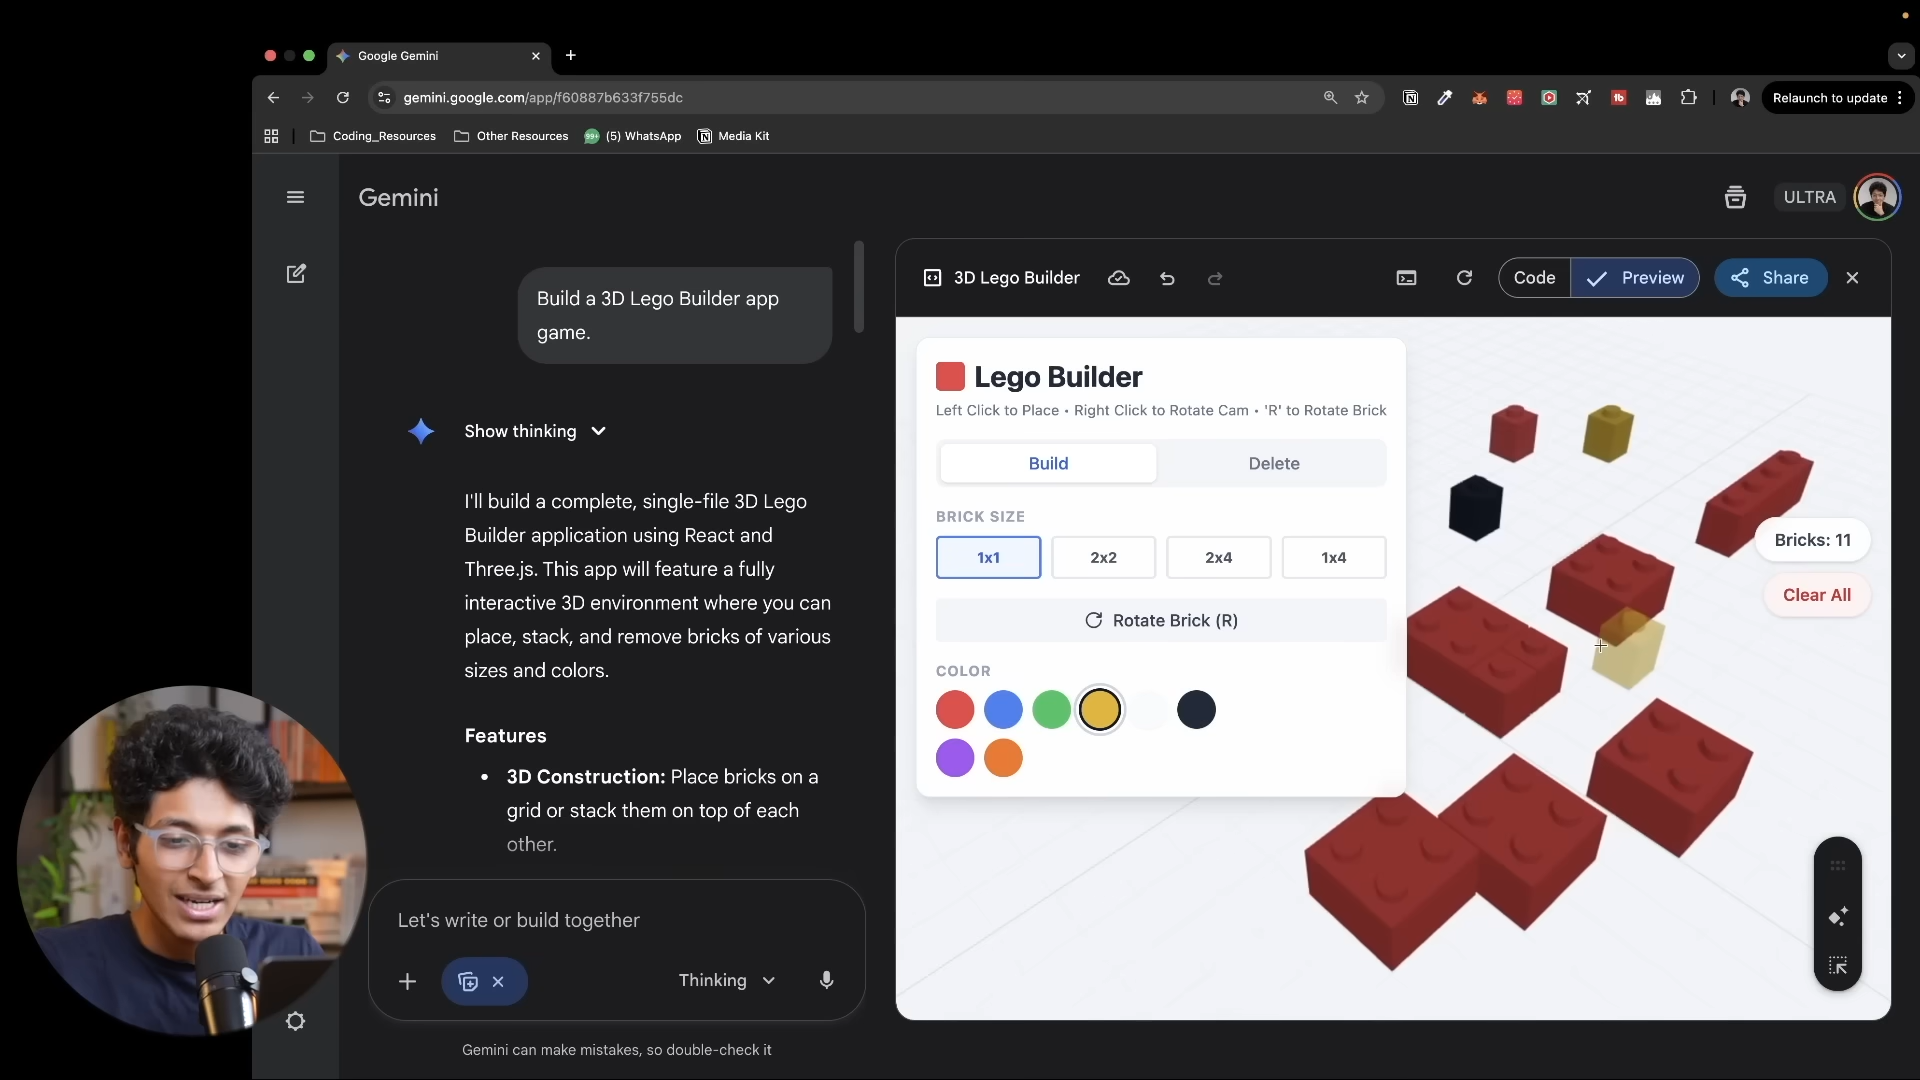 Google Gemini
gemini.google.com/app/f60887b633f755dc
Relaunch to update
Coding_Resources
Other Resources
(5) WhatsApp
Media Kit
Gemini
ULTRA
Build a 3D Lego Builder app
game.
Show thinking
I'll build a complete, single-file 3D Lego
Builder application using React and
Three.js. This app will feature a fully
interactive 3D environment where you can
place, stack, and remove bricks of various
sizes and colors.
Features
• 3D Construction: Place bricks on a
grid or stack them on top of each
other.
Let's write or build together
Thinking
Gemini can make mistakes, so double-check it
3D Lego Builder
Code
Preview
Share
Lego Builder
Left Click to Place • Right Click to Rotate Cam • 'R' to Rotate Brick
Build
Delete
BRICK SIZE
1x1
2x2
2x4
1x4
Rotate Brick (R)
COLOR
Bricks: 11
Clear All